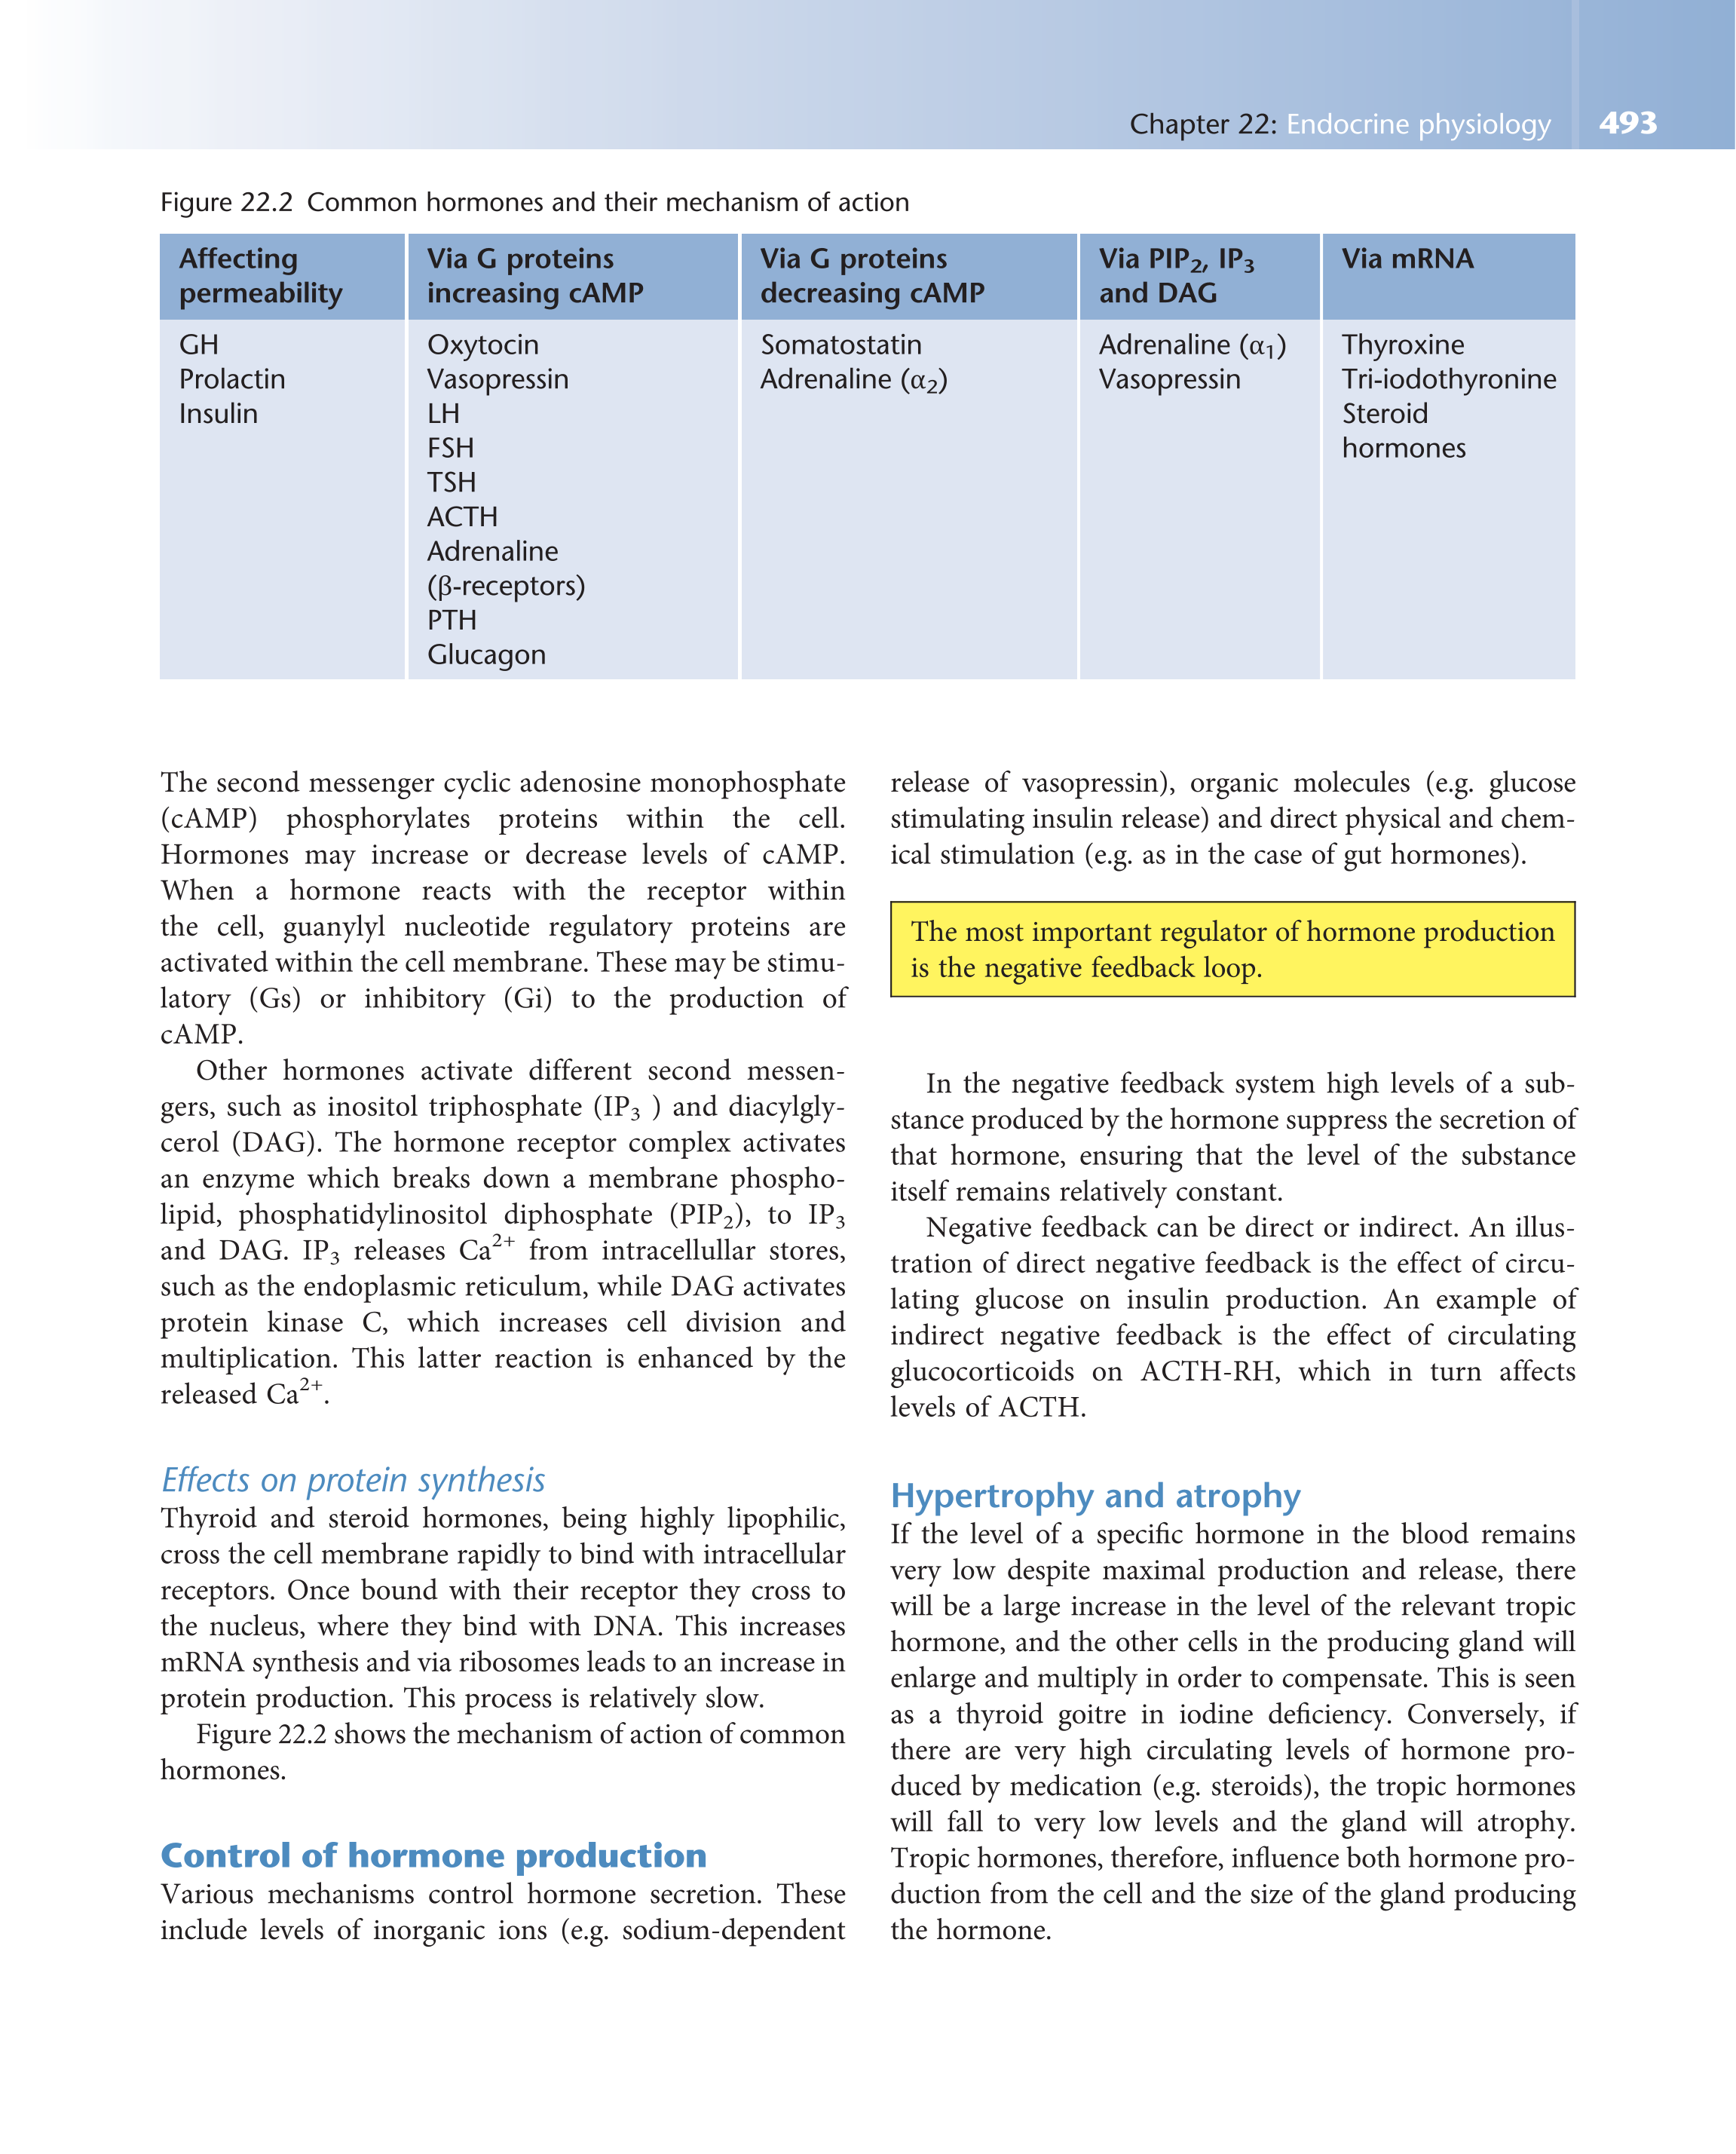 Chapter 22: Endocrine physiology 493
Figure 22.2 Common hormones and their mechanism of action
Affecting permeability
Via G proteins increasing cAMP
Via G proteins decreasing cAMP
Via PIP₂, IP₃ and DAG
Via mRNA
GH
Prolactin
Insulin
Oxytocin
Vasopressin
LH
FSH
TSH
ACTH
Adrenaline
(β-receptors)
PTH
Glucagon
Somatostatin
Adrenaline (α₂)
Adrenaline (α₁)
Vasopressin
Thyroxine
Tri-iodothyronine
Steroid
hormones
The second messenger cyclic adenosine monophosphate
(cAMP) phosphorylates proteins within the cell.
Hormones may increase or decrease levels of cAMP.
When a hormone reacts with the receptor within
the cell, guanylyl nucleotide regulatory proteins are
activated within the cell membrane. These may be stimu-
latory (Gs) or inhibitory (Gi) to the production of
cAMP.
Other hormones activate different second messen-
gers, such as inositol triphosphate (IP₃ ) and diacylgly-
cerol (DAG). The hormone receptor complex activates
an enzyme which breaks down a membrane phospho-
lipid, phosphatidylinositol diphosphate (PIP₂), to IP₃
and DAG. IP₃ releases Ca²⁺ from intracellullar stores,
such as the endoplasmic reticulum, while DAG activates
protein kinase C, which increases cell division and
multiplication. This latter reaction is enhanced by the
released Ca²⁺.
Effects on protein synthesis
Thyroid and steroid hormones, being highly lipophilic,
cross the cell membrane rapidly to bind with intracellular
receptors. Once bound with their receptor they cross to
the nucleus, where they bind with DNA. This increases
mRNA synthesis and via ribosomes leads to an increase in
protein production. This process is relatively slow.
Figure 22.2 shows the mechanism of action of common
hormones.
Control of hormone production
Various mechanisms control hormone secretion. These
include levels of inorganic ions (e.g. sodium-dependent
release of vasopressin), organic molecules (e.g. glucose
stimulating insulin release) and direct physical and chem-
ical stimulation (e.g. as in the case of gut hormones).
The most important regulator of hormone production
is the negative feedback loop.
In the negative feedback system high levels of a sub-
stance produced by the hormone suppress the secretion of
that hormone, ensuring that the level of the substance
itself remains relatively constant.
Negative feedback can be direct or indirect. An illus-
tration of direct negative feedback is the effect of circu-
lating glucose on insulin production. An example of
indirect negative feedback is the effect of circulating
glucocorticoids on ACTH-RH, which in turn affects
levels of ACTH.
Hypertrophy and atrophy
If the level of a specific hormone in the blood remains
very low despite maximal production and release, there
will be a large increase in the level of the relevant tropic
hormone, and the other cells in the producing gland will
enlarge and multiply in order to compensate. This is seen
as a thyroid goitre in iodine deficiency. Conversely, if
there are very high circulating levels of hormone pro-
duced by medication (e.g. steroids), the tropic hormones
will fall to very low levels and the gland will atrophy.
Tropic hormones, therefore, influence both hormone pro-
duction from the cell and the size of the gland producing
the hormone.